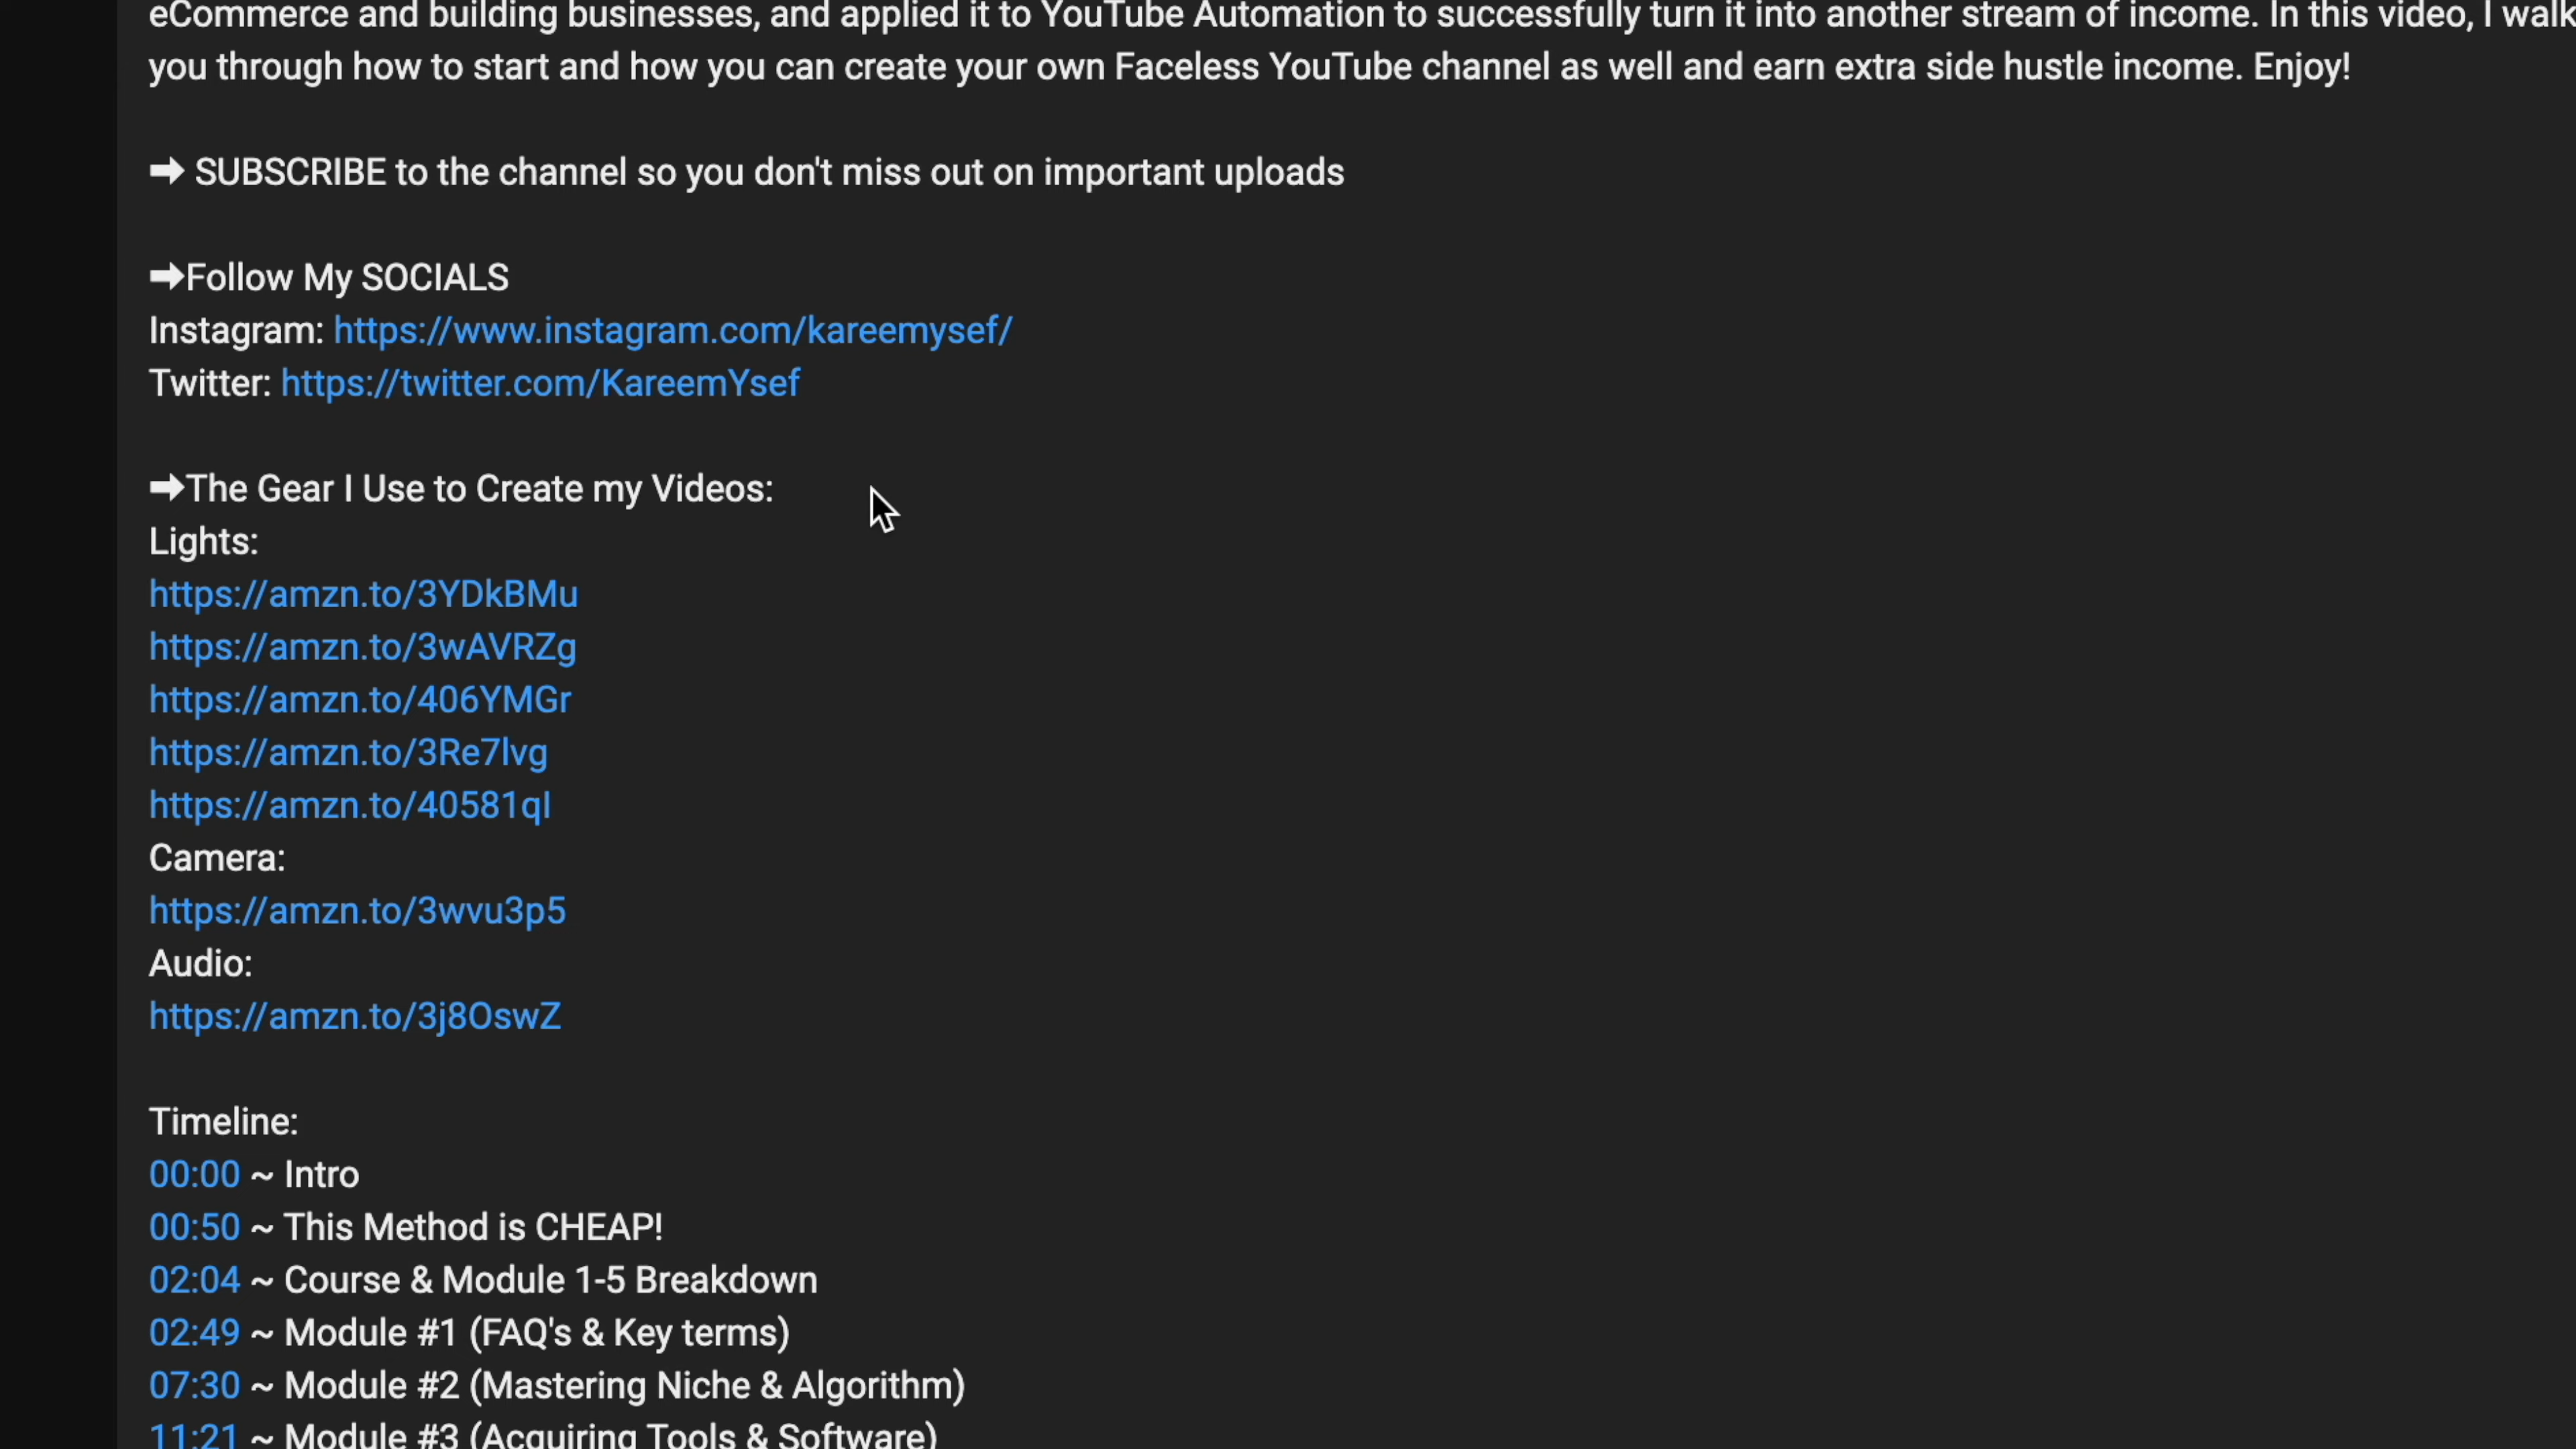 eCommerce and building businesses, and applied it to YouTube Automation to successfully turn it into another stream of income. In this video, I walk
you through how to start and how you can create your own Faceless YouTube channel as well and earn extra side hustle income. Enjoy!
➡ SUBSCRIBE to the channel so you don't miss out on important uploads
➡Follow My SOCIALS
Instagram: https://www.instagram.com/kareemysef/
Twitter: https://twitter.com/KareemYsef
➡The Gear I Use to Create my Videos:
Lights:
https://amzn.to/3YDkBMu
https://amzn.to/3wAVRZg
https://amzn.to/406YMGr
https://amzn.to/3Re7lvg
https://amzn.to/40581qI
Camera:
https://amzn.to/3wvu3p5
Audio:
https://amzn.to/3j8OswZ
Timeline:
00:00 ~ Intro
00:50 ~ This Method is CHEAP!
02:04 ~ Course & Module 1-5 Breakdown
02:49 ~ Module #1 (FAQ's & Key terms)
07:30 ~ Module #2 (Mastering Niche & Algorithm)
11:21 ~ Module #3 (Acquiring Tools & Software)